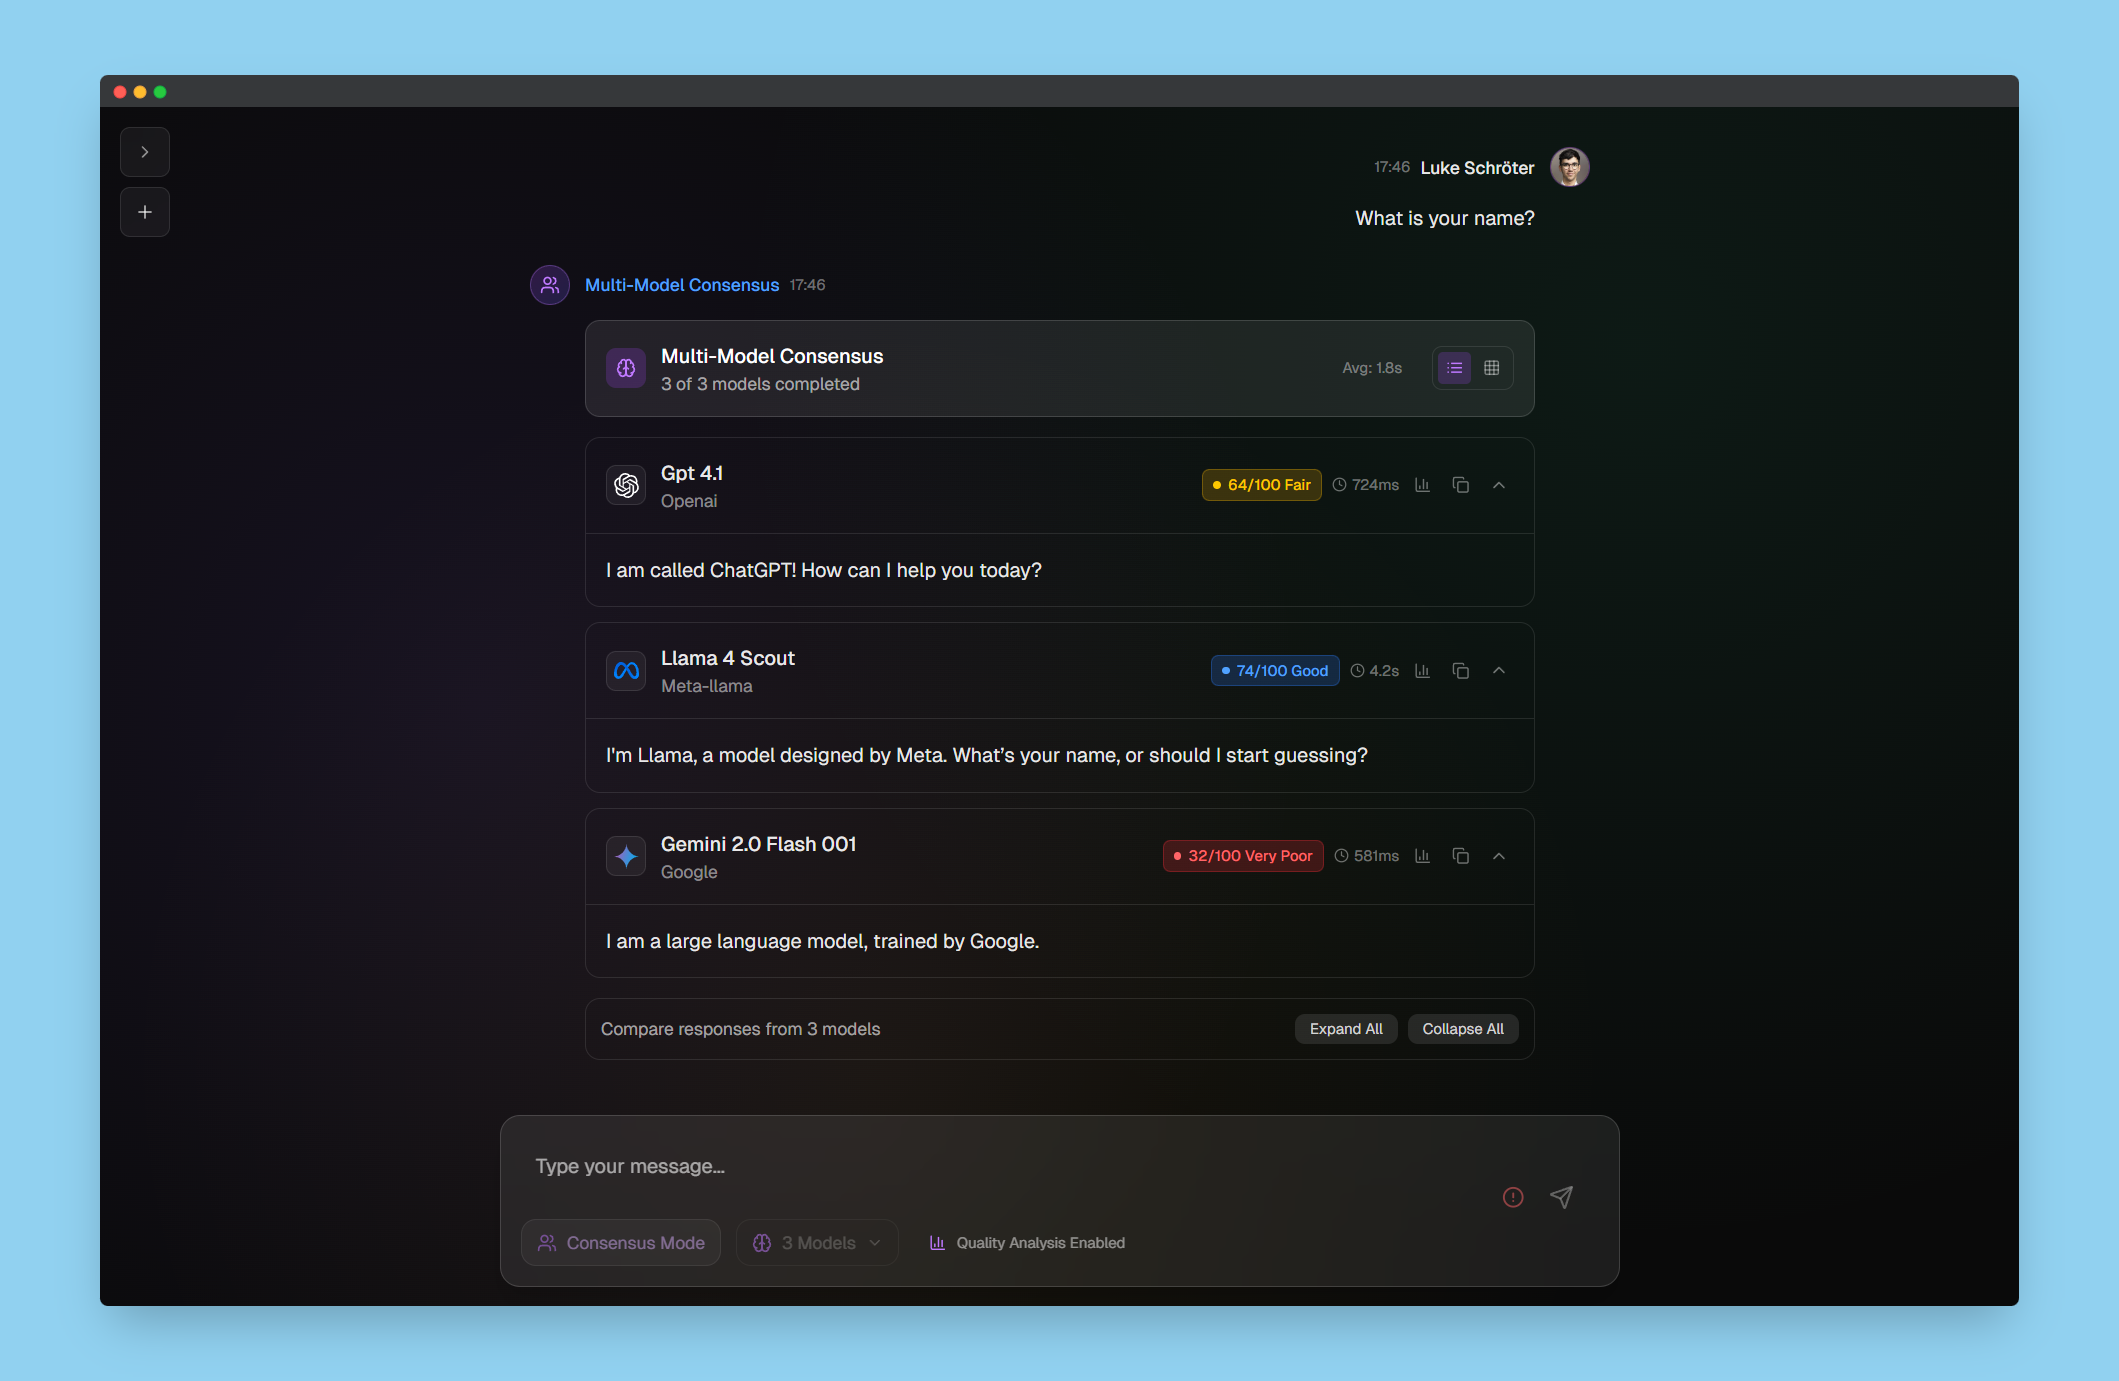 17:46 Luke Schröter
What is your name?
Multi-Model Consensus 17:46
Multi-Model Consensus
3 of 3 models completed
Avg: 1.8s
Gpt 4.1
Openai
64/100 Fair 724ms
I am called ChatGPT! How can I help you today?
Llama 4 Scout
Meta-llama
74/100 Good 4.2s
I'm Llama, a model designed by Meta. What’s your name, or should I start guessing?
Gemini 2.0 Flash 001
Google
32/100 Very Poor 581ms
I am a large language model, trained by Google.
Compare responses from 3 models
Expand All Collapse All
Type your message...
Consensus Mode 3 Models Quality Analysis Enabled